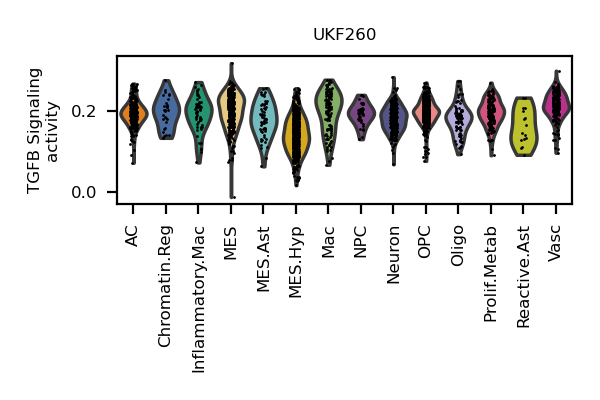 UKF260
TGFB Signaling
activity
0.2
0.0
AC
Chromatin.Reg
Inflammatory.Mac
MES
MES.Ast
MES.Hyp
Mac
NPC
Neuron
OPC
Oligo
Prolif.Metab
Reactive.Ast
Vasc